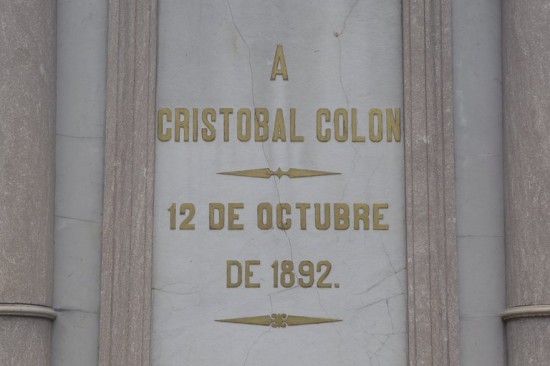 A
CRISTOBAL COLON
12 DE OCTUBRE
DE 1892.